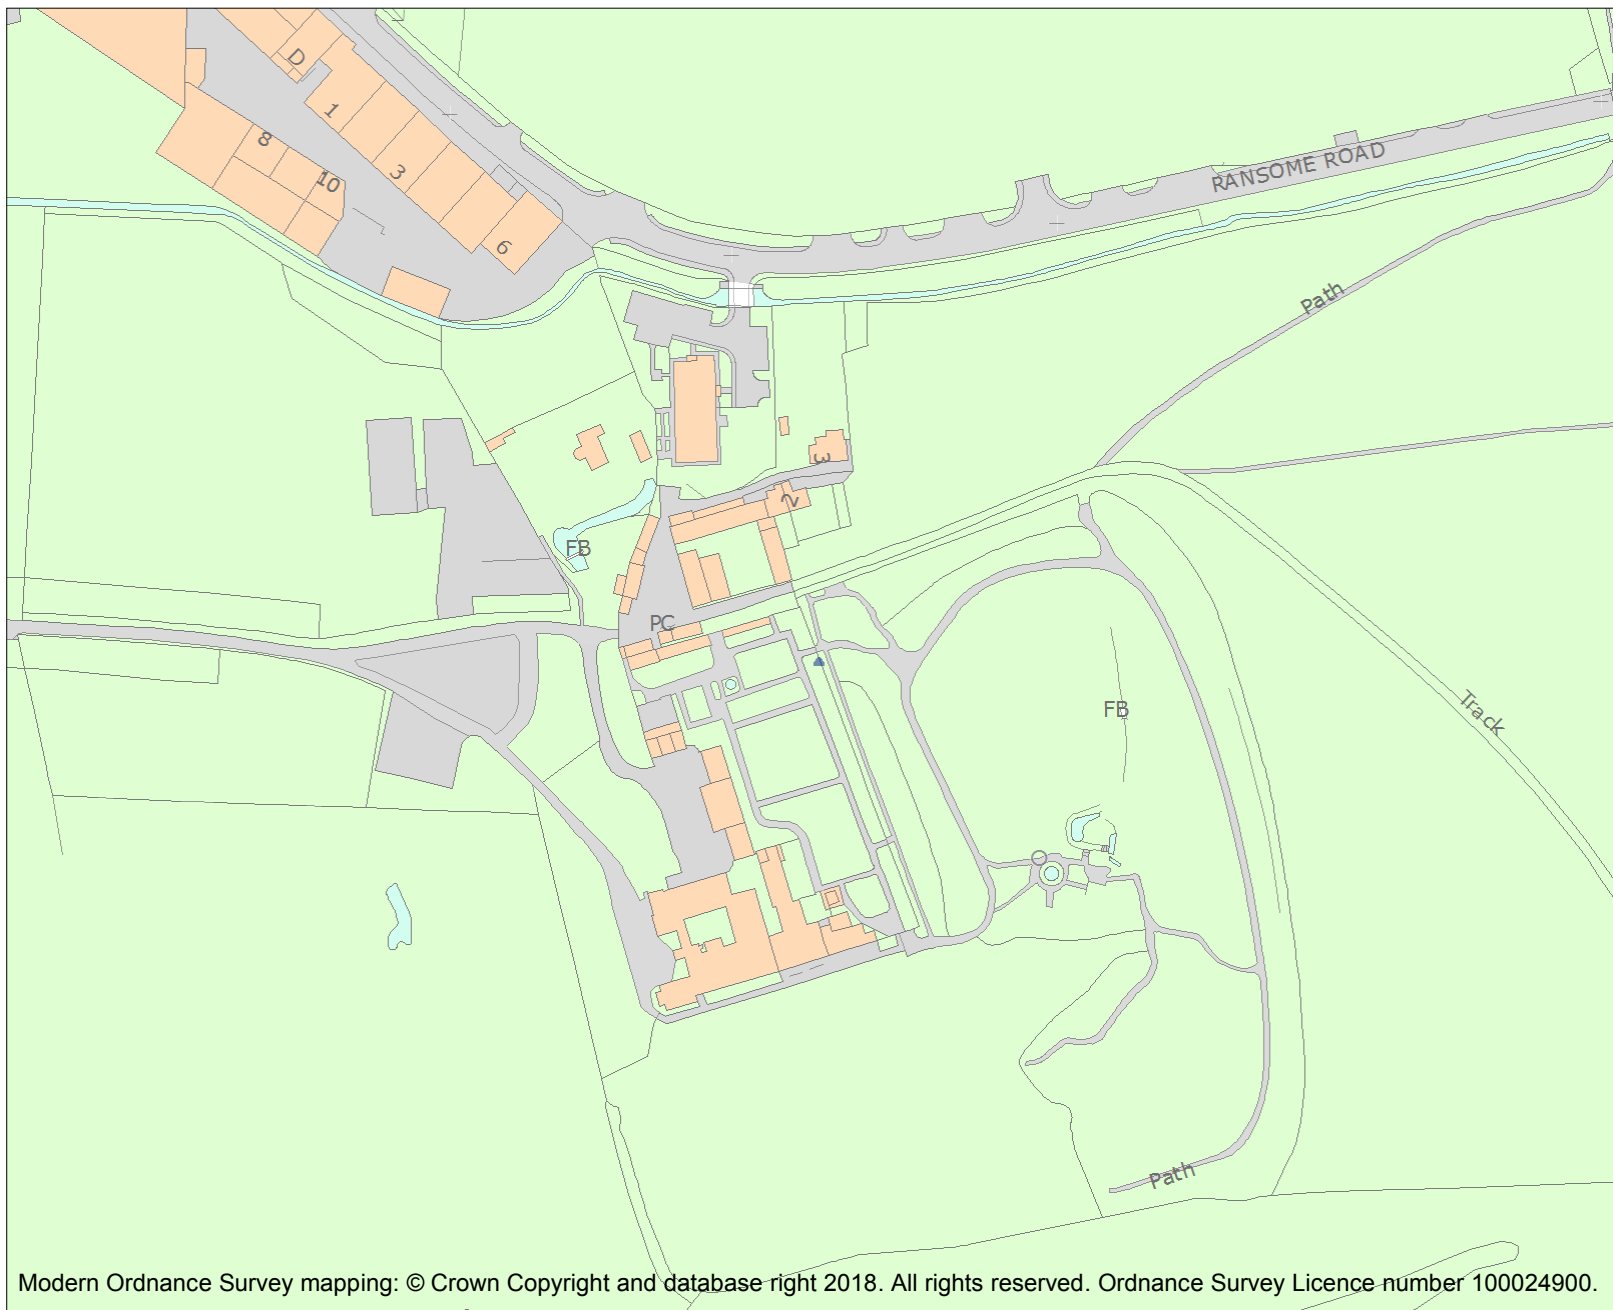 D
1
8
3
10
6
RANSOME ROAD
Path
3
2
FB
PC
FB
Track
Path
Modern Ordnance Survey mapping: © Crown Copyright and database right 2018. All rights reserved. Ordnance Survey Licence number 100024900.